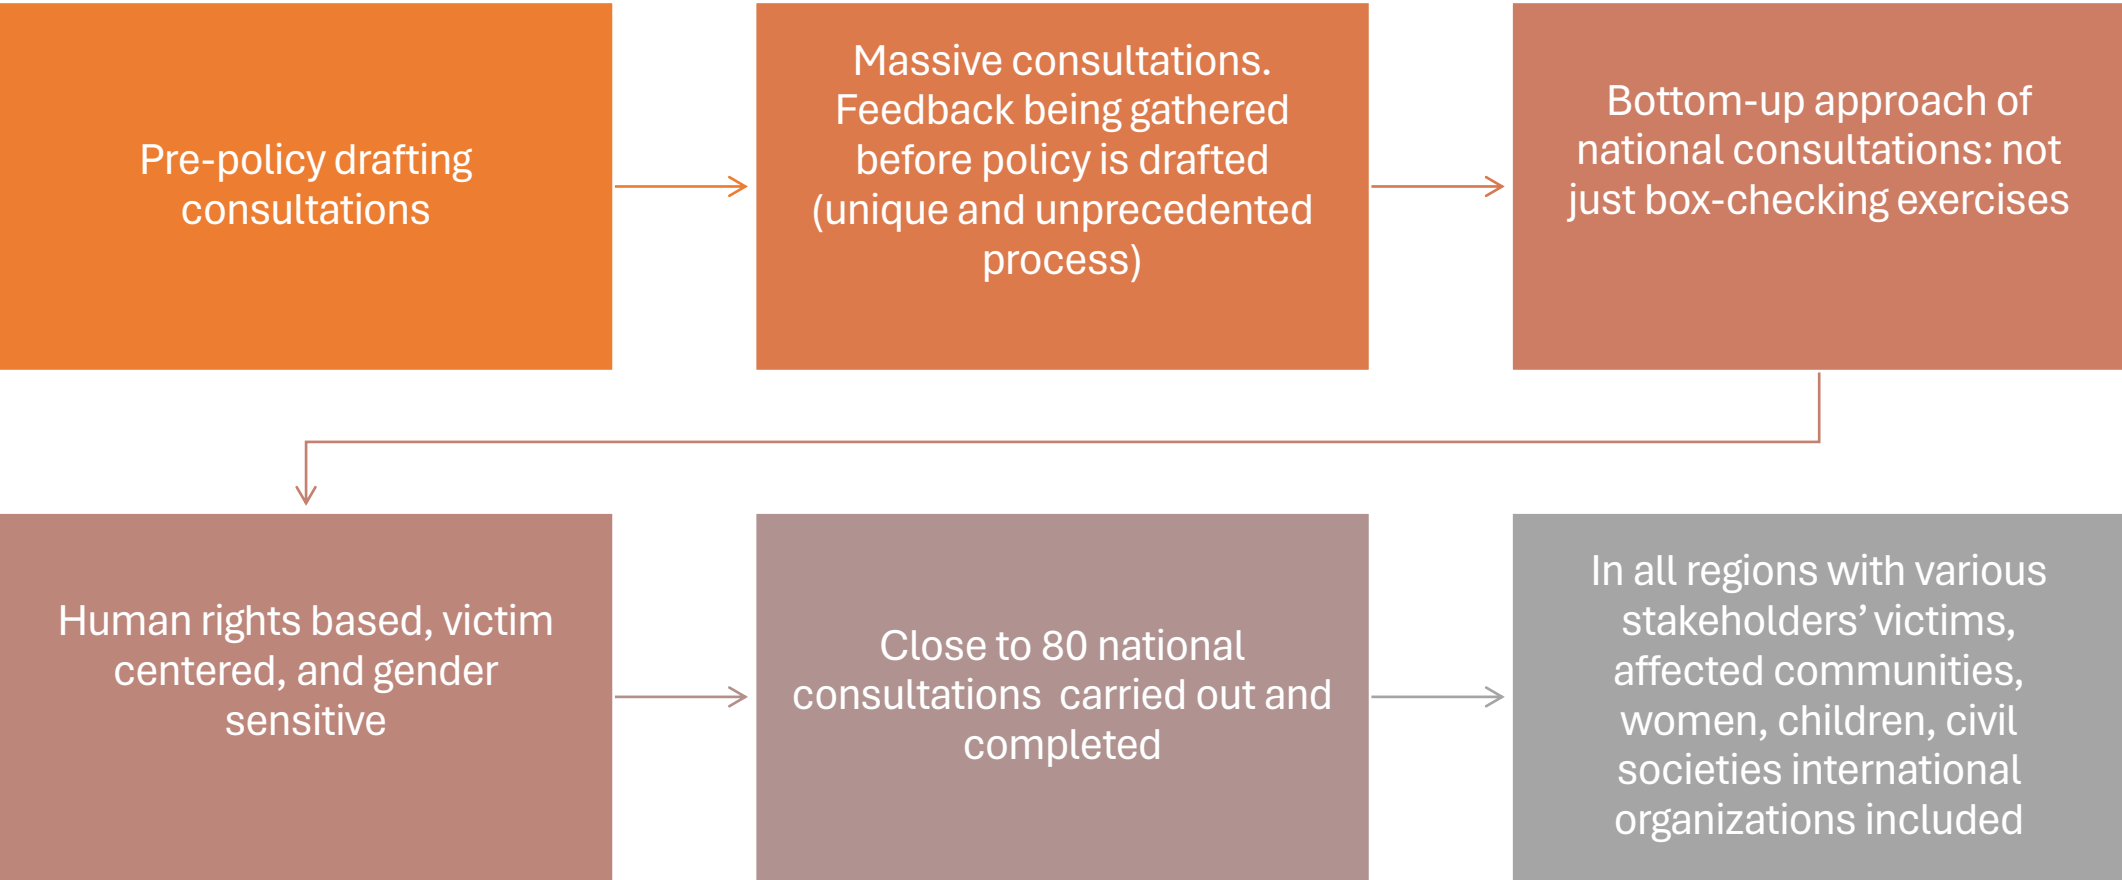 Pre-policy drafting
consultations
Massive consultations.
Feedback being gathered
before policy is drafted
(unique and unprecedented
process)
Bottom-up approach of
national consultations: not
just box-checking exercises
Human rights based, victim
centered, and gender
sensitive
Close to 80 national
consultations  carried out and
completed
In all regions with various
stakeholders’ victims,
affected communities,
women, children, civil
societies international
organizations included